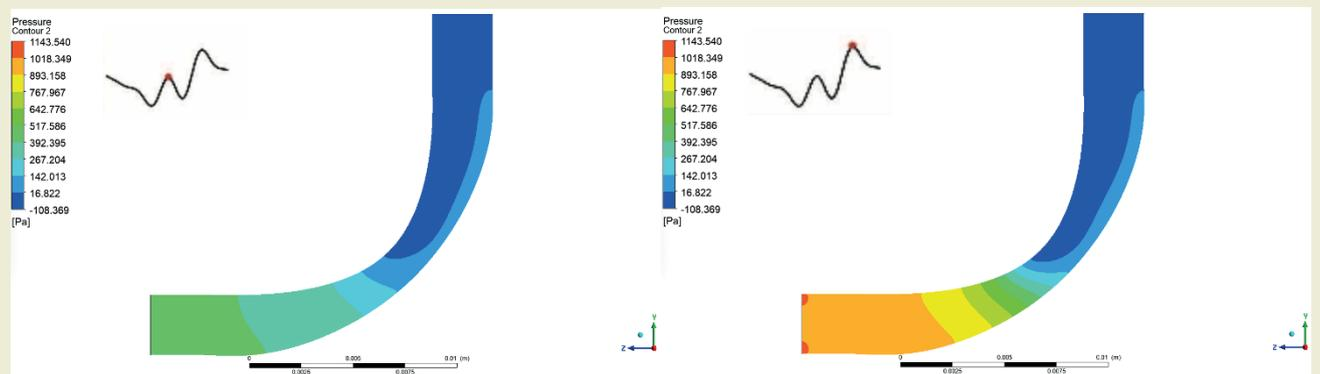 Pressure
Contour 2
1143.540
1018.349
893.158
767.967
642.776
517.586
392.395
267.204
142.013
16.822
-108.369
[Pa]
Y
Z
0
0.005
0.01 (m)
0.0025
0.0075
Pressure
Contour 2
1143.540
1018.349
893.158
767.967
642.776
517.586
392.395
267.204
142.013
16.822
-108.369
[Pa]
Y
Z
0
0.005
0.01 (m)
0.0025
0.0075